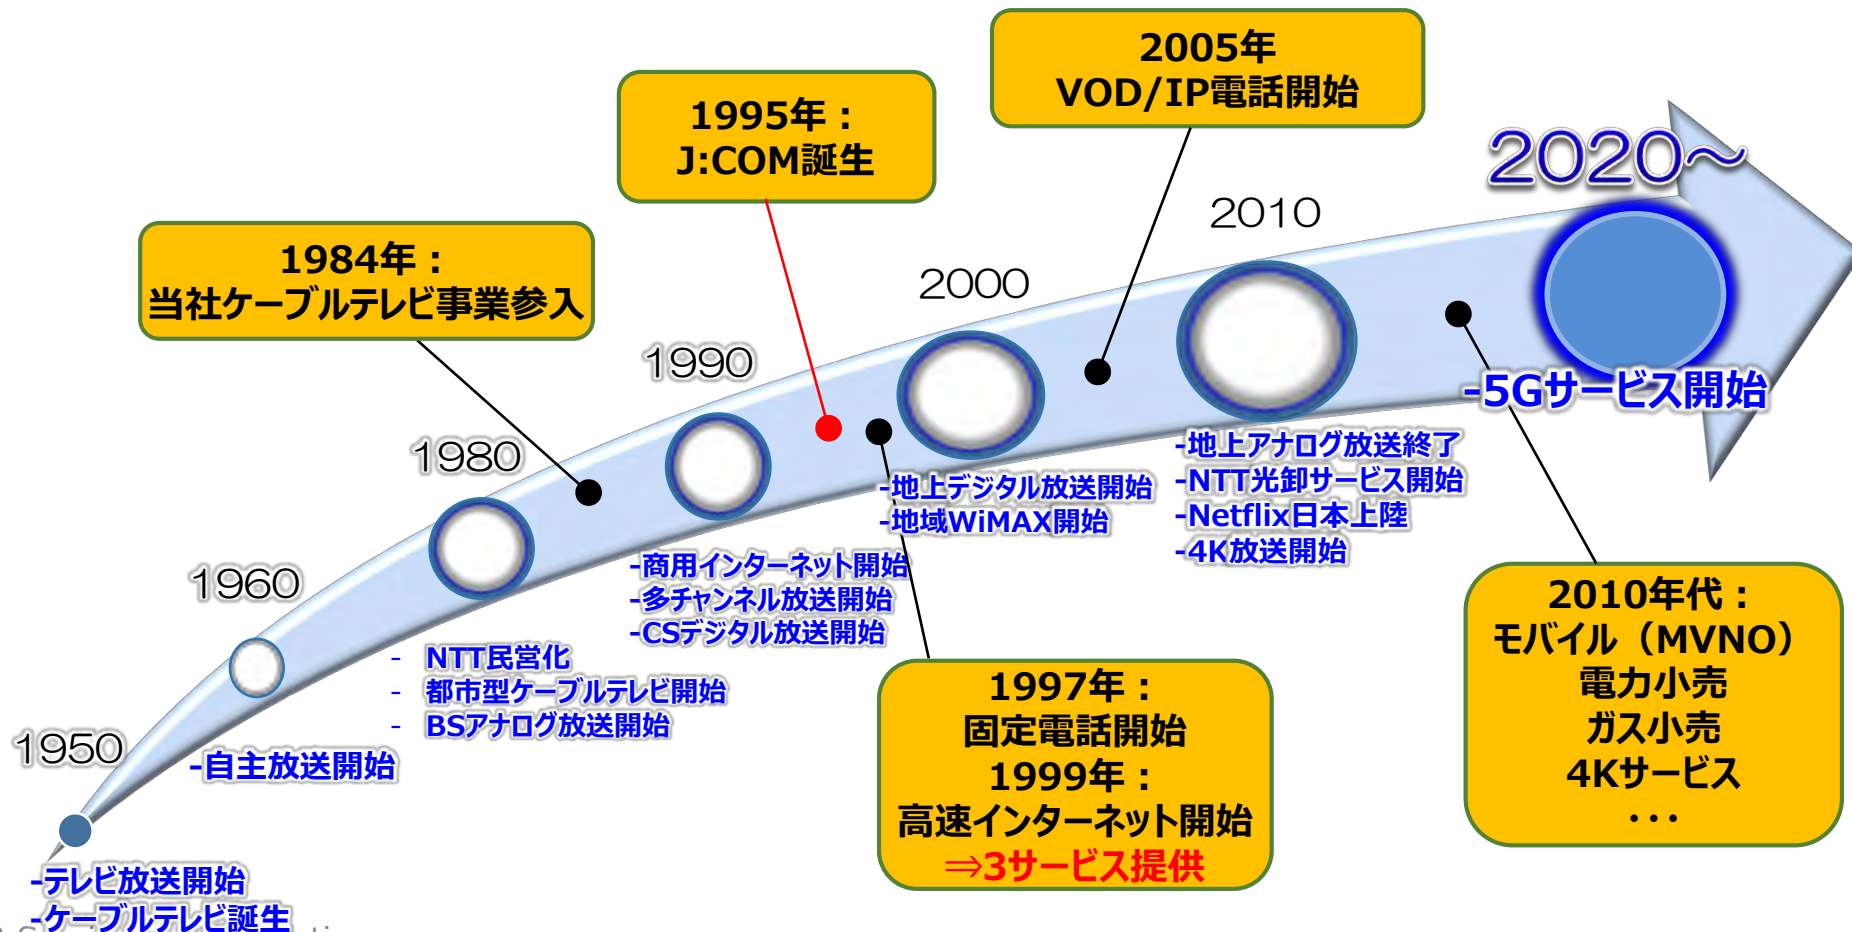 2005年
VOD/IP電話開始
1995年：
J:COM誕生
2020～
2010
1984年：
当社ケーブルテレビ事業参入
2000
1990
-5Gサービス開始
1980
-地上アナログ放送終了
-NTT光卸サービス開始
-Netflix日本上陸
-4K放送開始
-地上デジタル放送開始
-地域WiMAX開始
1960
-商用インターネット開始
-多チャンネル放送開始
-CSデジタル放送開始
2010年代：
モバイル（MVNO）
電力小売
ガス小売
4Kサービス
・・・
- NTT民営化
- 都市型ケーブルテレビ開始
- BSアナログ放送開始
1997年：
固定電話開始
1999年：
高速インターネット開始
⇒3サービス提供
1950
-自主放送開始
-テレビ放送開始
-ケーブルテレビ誕生